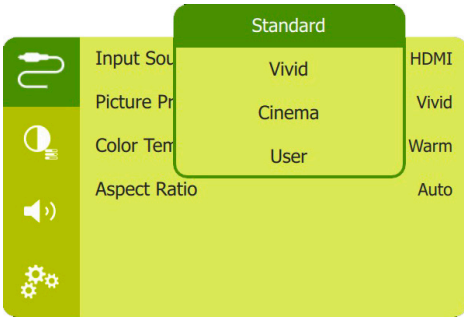 Standard
Vivid
Cinema
User
Input Sou
HDMI
Picture Pr
Vivid
Color Tem
Warm
Aspect Ratio
Auto